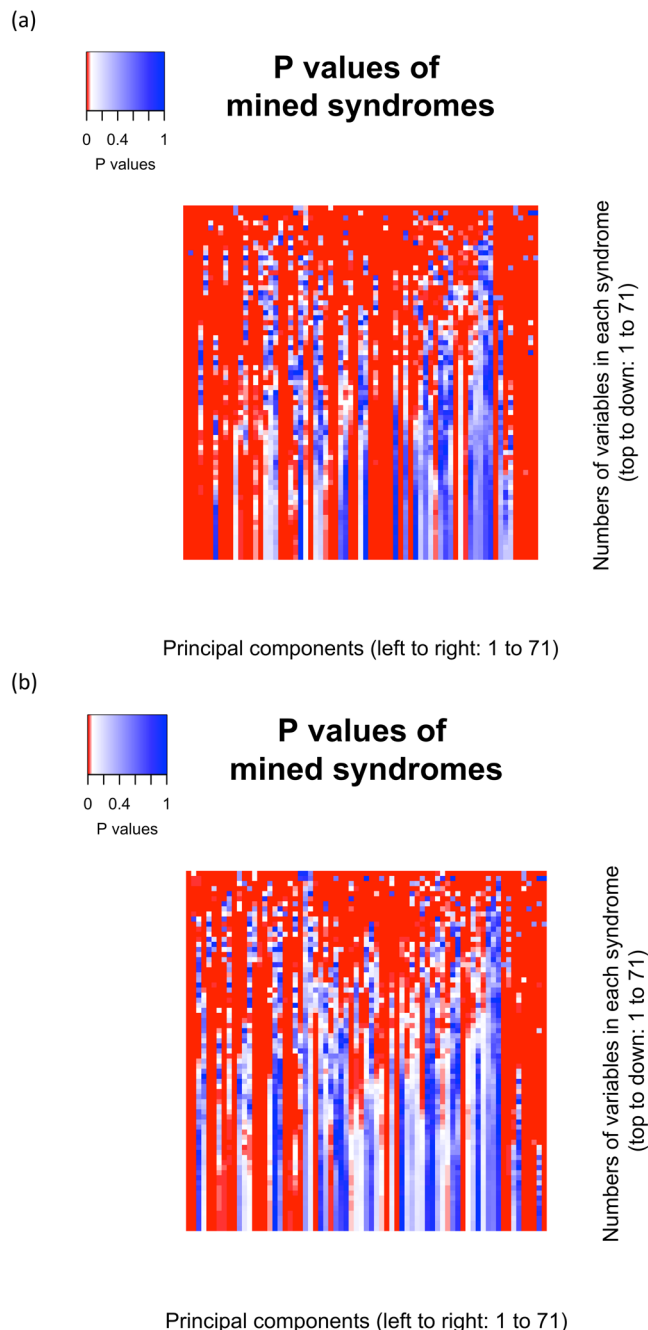 (a)
P values of
mined syndromes
0 0.4 1
P values
Numbers of variables in each syndrome
(top to down: 1 to 71)
Principal components (left to right: 1 to 71)
(b)
P values of
mined syndromes
0 0.4 1
P values
Numbers of variables in each syndrome
(top to down: 1 to 71)
Principal components (left to right: 1 to 71)